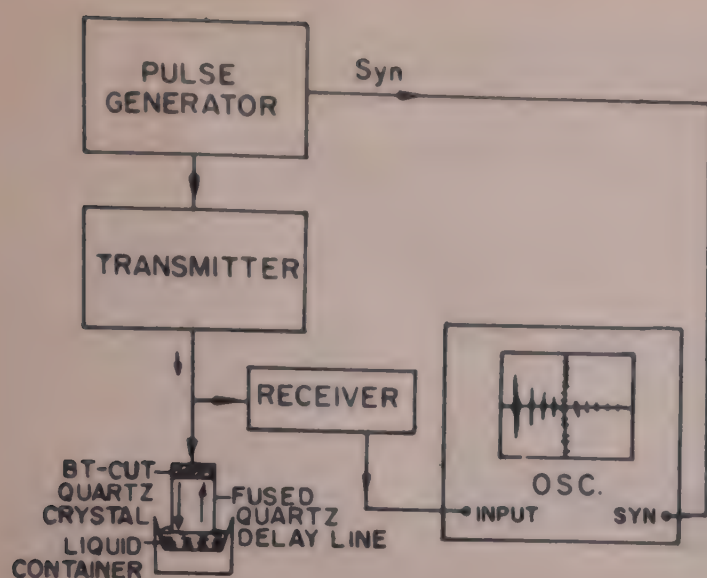 PULSE
GENERATOR
Syn
TRANSMITTER
RECEIVER
BT-CUT
QUARTZ
CRYSTAL
LIQUID
CONTAINER
FUSED
QUARTZ
DELAY LINE
OSC.
INPUT
SYN